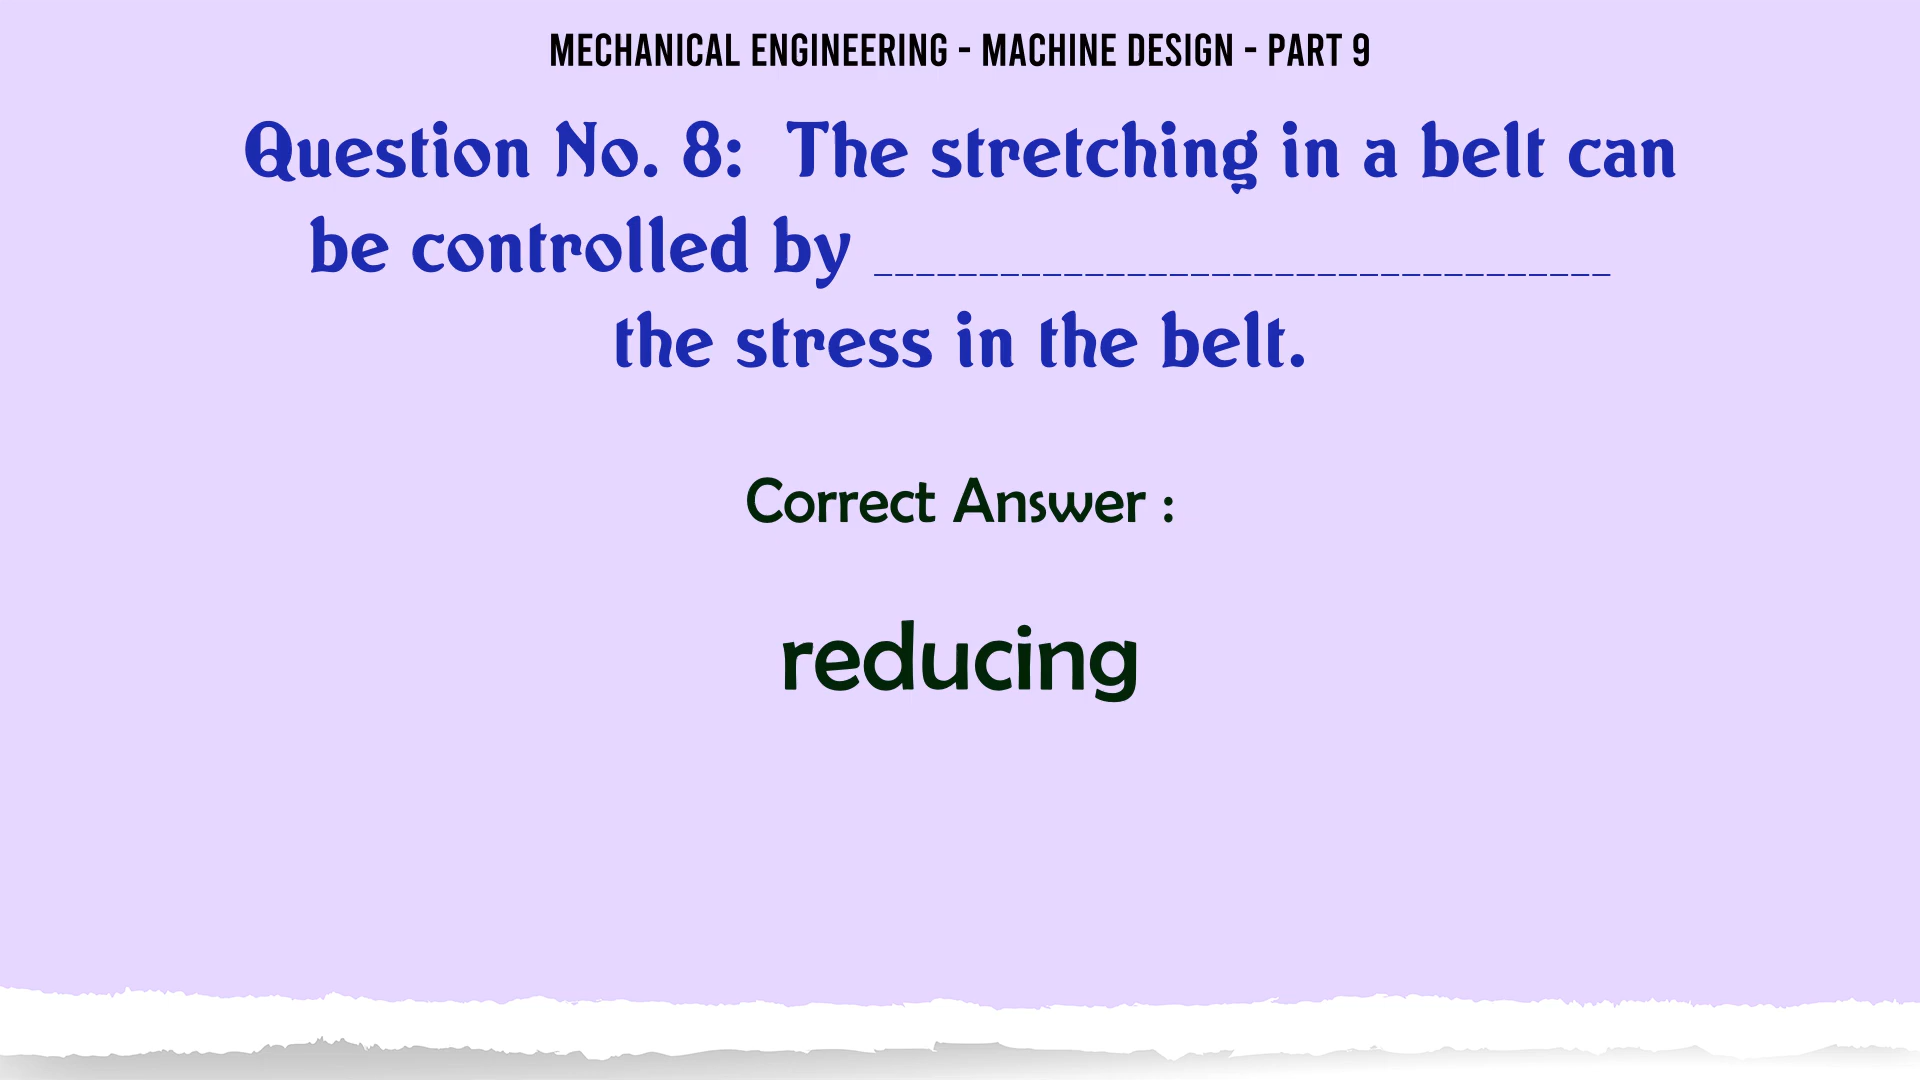 MECHANICAL ENGINEERING - MACHINE DESIGN - PART 9
Question No. 8:  The stretching in a belt can
be controlled by ___________________________________
the stress in the belt.
Correct Answer :
reducing